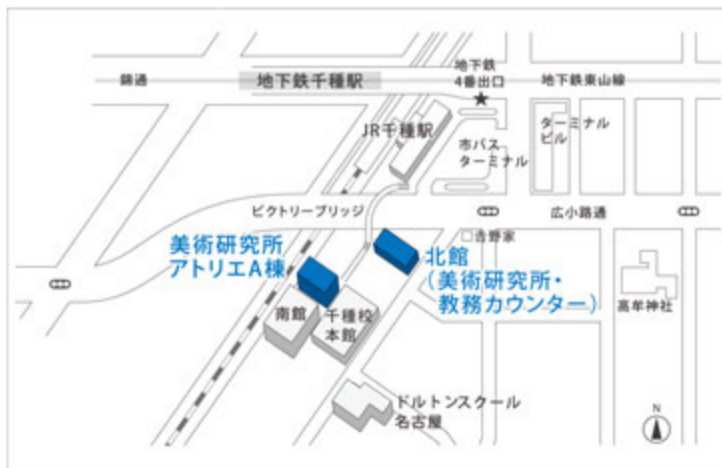 錦通
地下鉄千種駅
地下鉄
4番出口
★
地下鉄東山線
JR千種駅
市バス
ターミナル
ターミナル
ビル
ビクトリーブリッジ
広小路通
□吉野家
美術研究所
アトリエA棟
北館
(美術研究所・
教務カウンター)
南館
千種校
本館
高牟神社
ドルトンスクール
名古屋
N